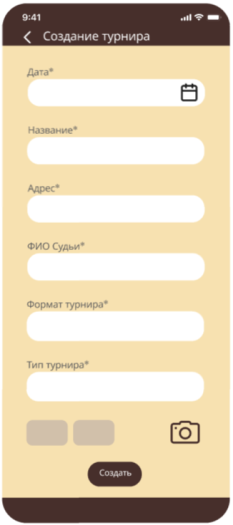 9:41
Создание турнира
Дата*
Название*
Адрес*
ФИО Судьи*
Формат турнира*
Тип турнира*
Создать